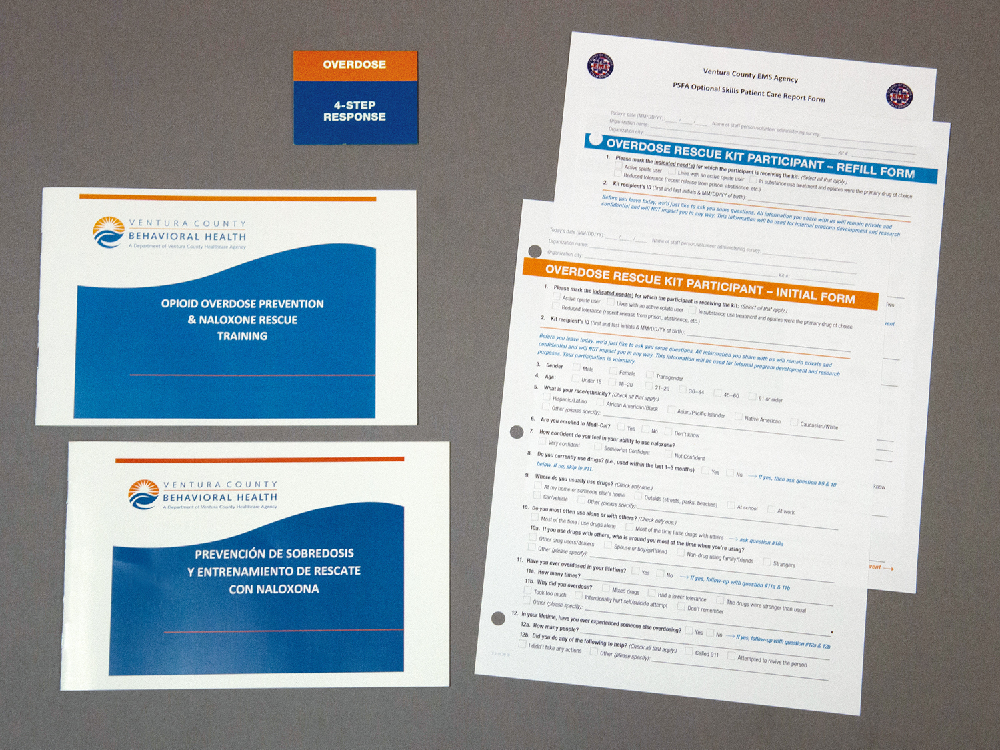 OVERDOSE
4-STEP
RESPONSE
VENTURA COUNTY
BEHAVIORAL HEALTH
A Department of Ventura County Healthcare Agency
OPIOID OVERDOSE PREVENTION
& NALOXONE RESCUE
TRAINING
VENTURA COUNTY
BEHAVIORAL HEALTH
A Department of Ventura County Healthcare Agency
PREVENCIÓN DE SOBREDOSIS
Y ENTRENAMIENTO DE RESCATE
CON NALOXONA
EMS
Ventura County EMS Agency
PSFA Optional Skills Patient Care Report Form
EMS
Today's date (MM/DD/YY): ____ /____ /____ Name of staff person/volunteer administering survey:
Organization name:
Organization city: Kit #:
OVERDOSE RESCUE KIT PARTICIPANT – REFILL FORM
1. Please mark the indicated need(s) for which the participant is receiving the kit: (Select all that apply.)
Active opiate user Lives with an active opiate user In substance use treatment and opiates were the primary drug of choice
Reduced tolerance (recent release from prison, abstinence, etc.)
2. Kit recipient's ID (first and last initials & MM/DD/YY of birth):
Before you leave today, we'd just like to ask you some questions. All information you share with us will remain private and
confidential and will NOT impact you in any way. This information will be used for internal program development and research
Two
vent
know
vent →
Today's date (MM/DD/YY): ____ /____ /____ Name of staff person/volunteer administering survey:
Organization name:
Organization city: Kit #:
OVERDOSE RESCUE KIT PARTICIPANT – INITIAL FORM
1. Please mark the indicated need(s) for which the participant is receiving the kit: (Select all that apply.)
Active opiate user Lives with an active opiate user In substance use treatment and opiates were the primary drug of choice
Reduced tolerance (recent release from prison, abstinence, etc.)
2. Kit recipient's ID (first and last initials & MM/DD/YY of birth):
Before you leave today, we'd just like to ask you some questions. All information you share with us will remain private and
confidential and will NOT impact you in any way. This information will be used for internal program development and research
purposes. Your participation is voluntary.
3. Gender Male Female Transgender
4. Age: Under 18 18–20 21–29 30–44 45–60 61 or older
5. What is your race/ethnicity? (Check all that apply.)
Hispanic/Latino African American/Black Asian/Pacific Islander Native American Caucasian/White
Other (please specify):
6. Are you enrolled in Medi-Cal? Yes No Don't know
7. How confident do you feel in your ability to use naloxone?
Very confident Somewhat Confident Not Confident
8. Do you currently use drugs? (i.e., used within the last 1–3 months) Yes No → If yes, then ask question #9 & 10
below. If no, skip to #11.
9. Where do you usually use drugs? (Check only one.)
At my home or someone else's home Outside (streets, parks, beaches) At school At work
Car/vehicle Other (please specify):
10. Do you most often use alone or with others? (Check only one.)
Most of the time I use drugs alone Most of the time I use drugs with others → ask question #10a
10a. If you use drugs with others, who is around you most of the time when you're using?
Other drug users/dealers Spouse or boy/girlfriend Non-drug using family/friends Strangers
Other (please specify):
11. Have you ever overdosed in your lifetime? Yes No → If yes, follow-up with question #11a & 11b
11a. How many times?
11b. Why did you overdose? Mixed drugs Had a lower tolerance The drugs were stronger than usual
Took too much Intentionally hurt self/suicide attempt Don't remember
Other (please specify):
12. In your lifetime, have you ever experienced someone else overdosing? Yes No → If yes, follow-up with question #12a & 12b
12a. How many people?
12b. Did you do any of the following to help? (Check all that apply.) Called 911 Attempted to revive the person
I didn't take any actions Other (please specify):